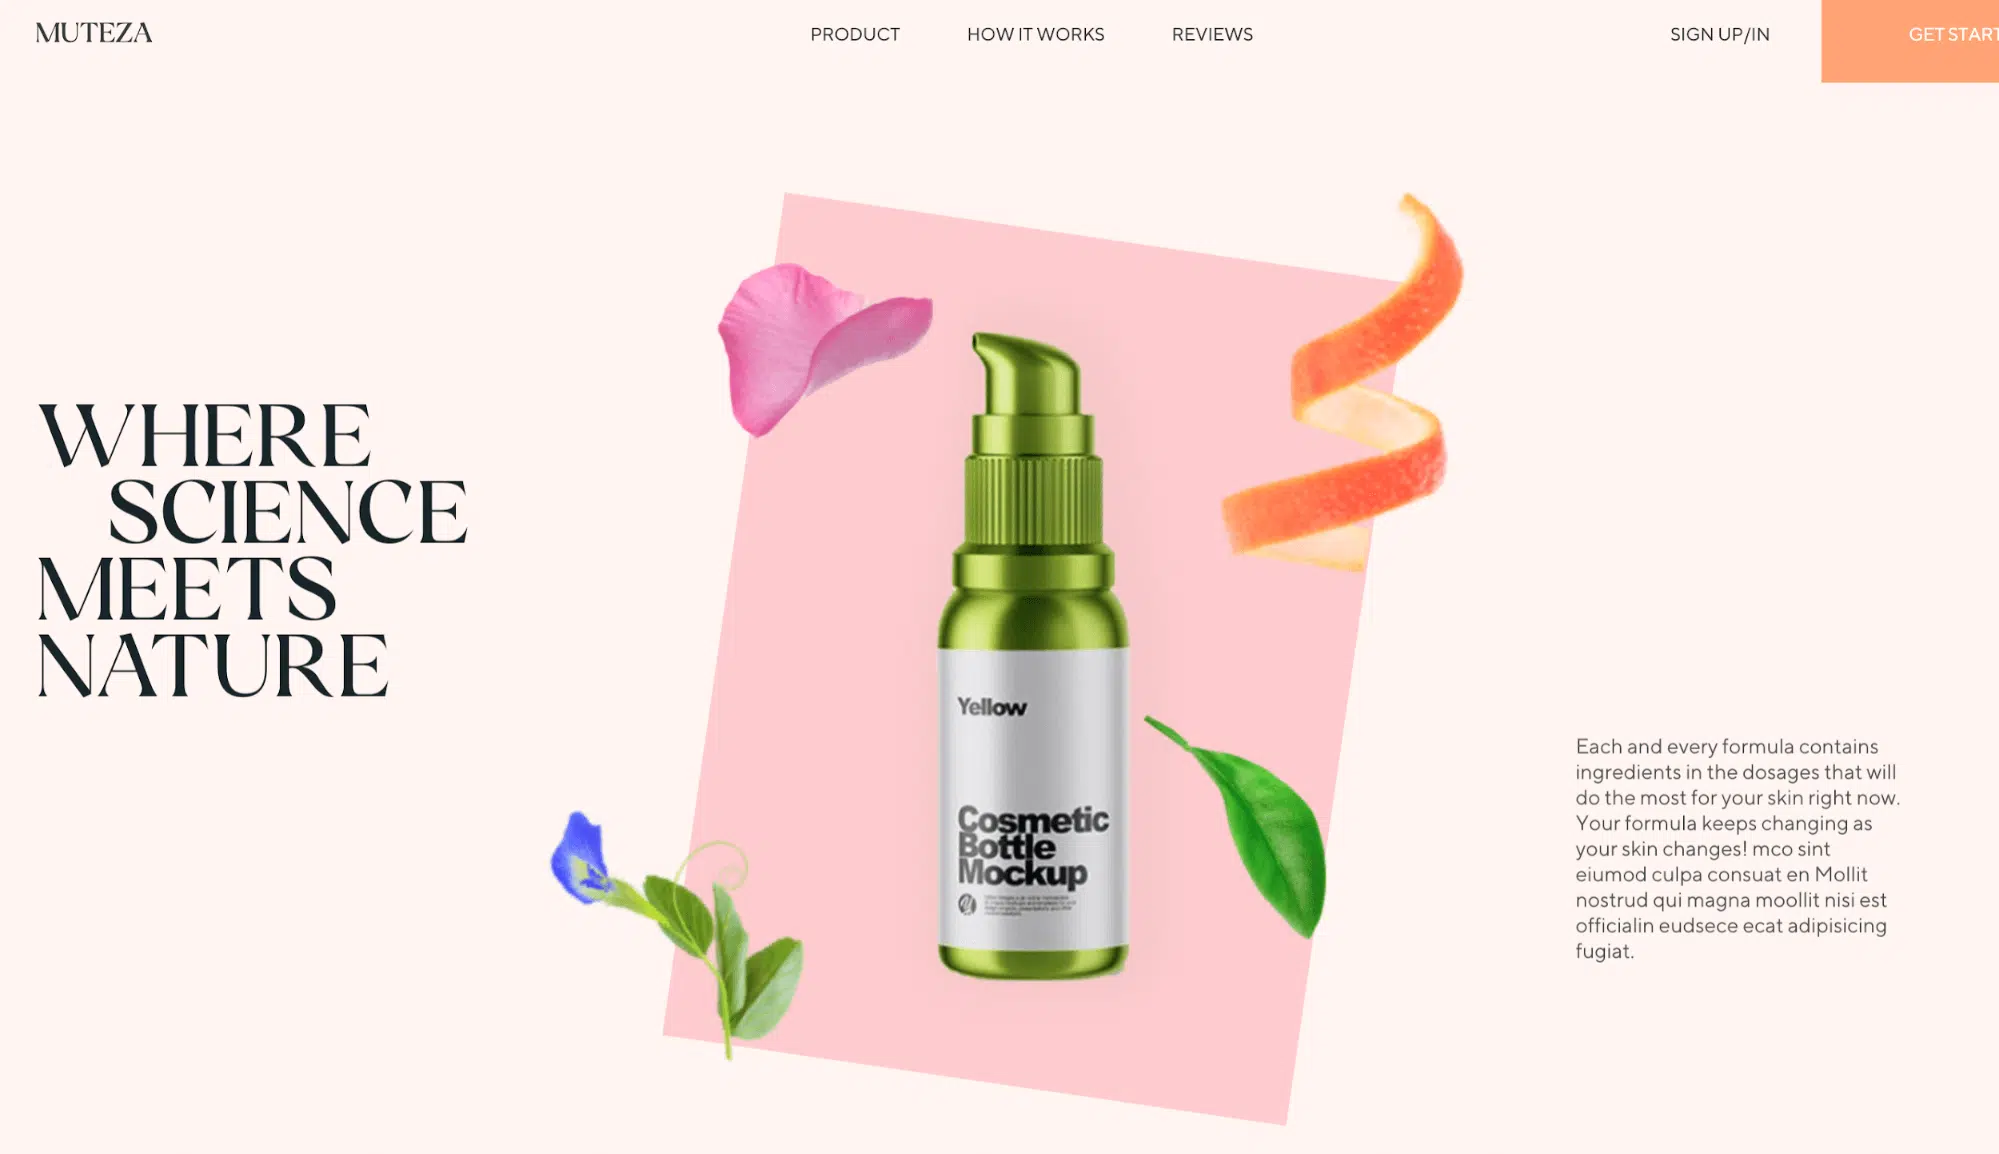 MUTEZA
PRODUCT
HOW IT WORKS
REVIEWS
SIGN UP/IN
GET START
WHERE
SCIENCE
MEETS
NATURE
Yellow
Cosmetic
Bottle
Mockup
Each and every formula contains
ingredients in the dosages that will
do the most for your skin right now.
Your formula keeps changing as
your skin changes! mco sint
eiumod culpa consuat en Mollit
nostrud qui magna moollit nisi est
officialin eudsece ecat adipisicing
fugiat.